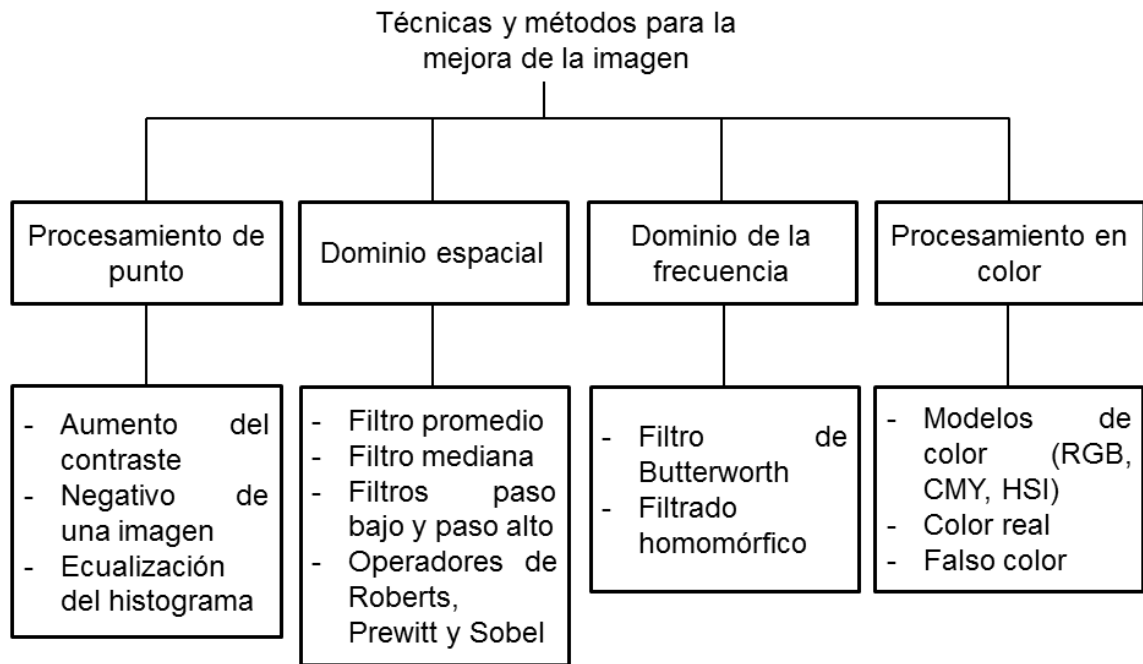 Técnicas y métodos para la
mejora de la imagen
Procesamiento de
punto
Dominio espacial
Dominio de la
frecuencia
Procesamiento en
color
- Aumento del
contraste
- Negativo de
una imagen
- Ecualización
del histograma
- Filtro promedio
- Filtro mediana
- Filtros paso
bajo y paso alto
- Operadores de
Roberts,
Prewitt y Sobel
- Filtro de
Butterworth
- Filtrado
homomórfico
- Modelos de
color (RGB,
CMY, HSI)
- Color real
- Falso color